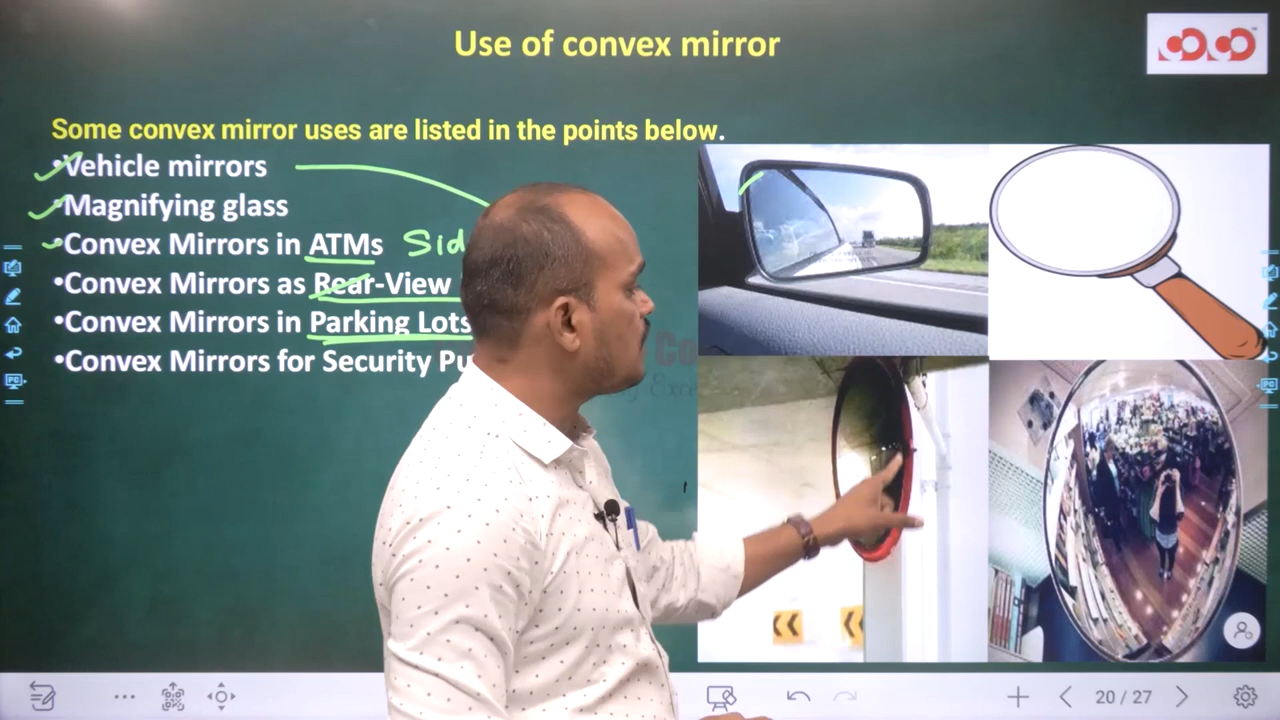 Use of convex mirror
Some convex mirror uses are listed in the points below.
•Vehicle mirrors
•Magnifying glass
•Convex Mirrors in ATMs Sid
•Convex Mirrors as Rear-View
•Convex Mirrors in Parking Lots
•Convex Mirrors for Security Pu
20 / 27